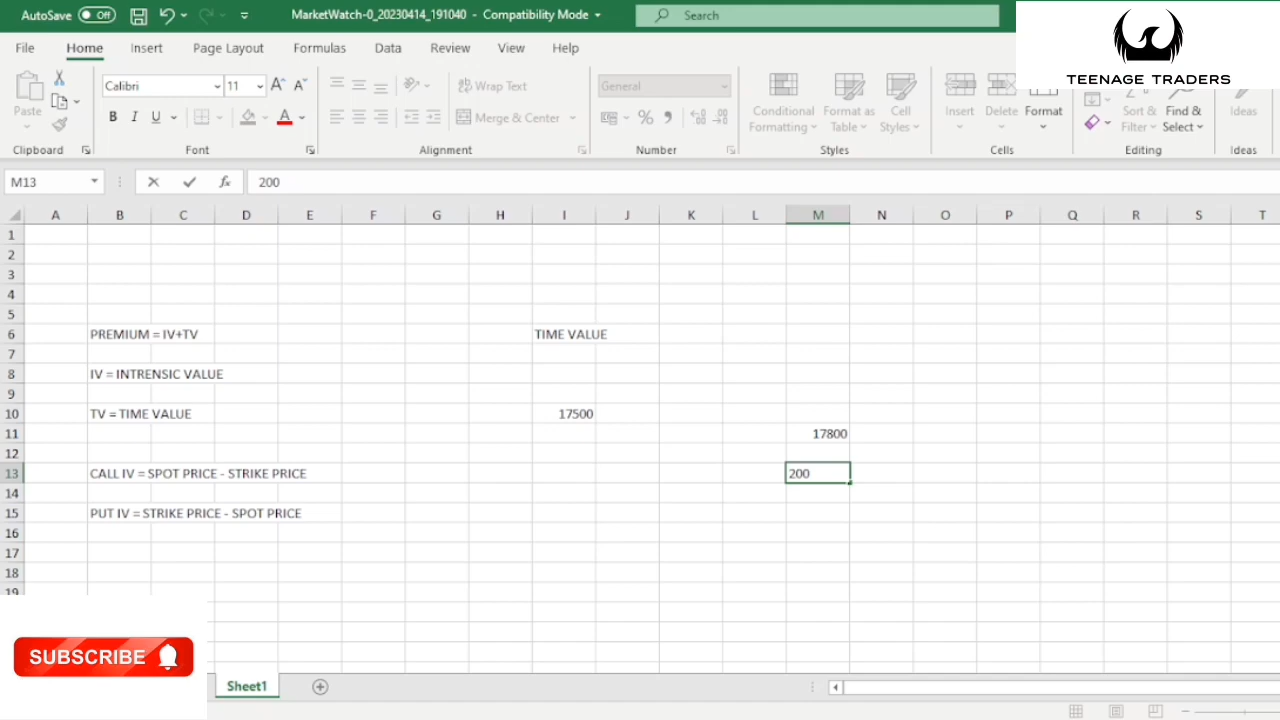 AutoSave Off MarketWatch-0_20230414_191040 - Compatibility Mode Search
TEENAGE TRADERS
File Home Insert Page Layout Formulas Data Review View Help
Calibri 11 A A Wrap Text General
Paste B I U A Merge & Center % Conditional Formatting Format as Table Cell Styles Insert Delete Format Sort & Filter Find & Select Ideas
Clipboard Font Alignment Number Styles Cells Editing Ideas
M13 fx 200
A B C D E F G H I J K L M N O P Q R S T
1
2
3
4
5
6 PREMIUM = IV+TV TIME VALUE
7
8 IV = INTRENSIC VALUE
9
10 TV = TIME VALUE 17500
11 17800
12
13 CALL IV = SPOT PRICE - STRIKE PRICE 200
14
15 PUT IV = STRIKE PRICE - SPOT PRICE
16
17
18
19
SUBSCRIBE
Sheet1